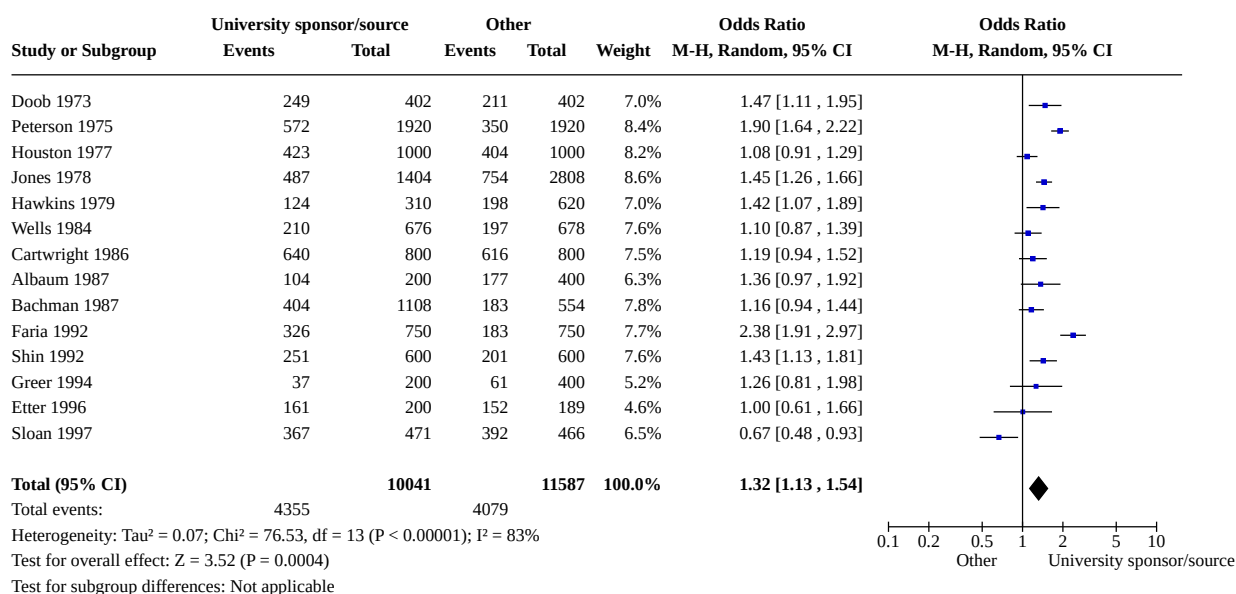 University sponsor/source Other Odds Ratio Odds Ratio
Study or Subgroup Events Total Events Total Weight M-H, Random, 95% CI M-H, Random, 95% CI
Doob 1973 249 402 211 402 7.0% 1.47 [1.11 , 1.95]
Peterson 1975 572 1920 350 1920 8.4% 1.90 [1.64 , 2.22]
Houston 1977 423 1000 404 1000 8.2% 1.08 [0.91 , 1.29]
Jones 1978 487 1404 754 2808 8.6% 1.45 [1.26 , 1.66]
Hawkins 1979 124 310 198 620 7.0% 1.42 [1.07 , 1.89]
Wells 1984 210 676 197 678 7.6% 1.10 [0.87 , 1.39]
Cartwright 1986 640 800 616 800 7.5% 1.19 [0.94 , 1.52]
Albaum 1987 104 200 177 400 6.3% 1.36 [0.97 , 1.92]
Bachman 1987 404 1108 183 554 7.8% 1.16 [0.94 , 1.44]
Faria 1992 326 750 183 750 7.7% 2.38 [1.91 , 2.97]
Shin 1992 251 600 201 600 7.6% 1.43 [1.13 , 1.81]
Greer 1994 37 200 61 400 5.2% 1.26 [0.81 , 1.98]
Etter 1996 161 200 152 189 4.6% 1.00 [0.61 , 1.66]
Sloan 1997 367 471 392 466 6.5% 0.67 [0.48 , 0.93]
Total (95% CI) 10041 11587 100.0% 1.32 [1.13 , 1.54]
Total events: 4355 4079
Heterogeneity: Tau² = 0.07; Chi² = 76.53, df = 13 (P < 0.00001); I² = 83%
0.1 0.2 0.5 1 2 5 10
Test for overall effect: Z = 3.52 (P = 0.0004)
Other University sponsor/source
Test for subgroup differences: Not applicable